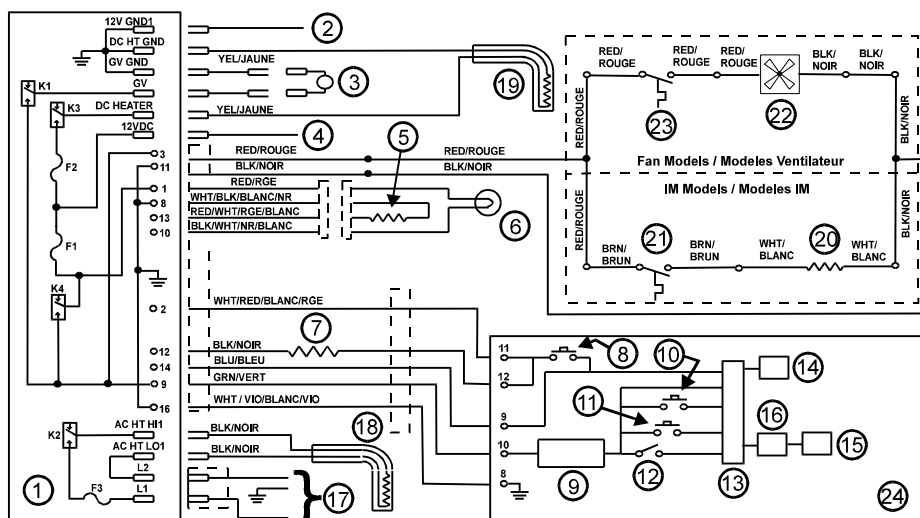 12V GND1
DC HT GND
GV GND
GV
K1
K3
DC HEATER
12VDC
3
11
F2
1
8
13
10
F1
K4
2
12
14
9
16
AC HT HI1
K2
AC HT LO1
L2
F3
L1
1
2
YEL/JAUNE
3
YEL/JAUNE
19
4
RED/ROUGE
RED/ROUGE
BLK/NOIR
BLK/NOIR
5
RED/RGE
WHT/BLK/BLANC/NR
RED/WHT/RGE/BLANC
BLK/WHT/NR/BLANC
6
WHT/RED/BLANC/RGE
BLK/NOIR
7
BLU/BLEU
GRN/VERT
WHT / VIO/BLANC/VIO
BLK/NOIR
18
BLK/NOIR
17
RED/
ROUGE
RED/
ROUGE
RED/
ROUGE
BLK/
NOIR
BLK/
NOIR
22
23
RED/ROUGE
BLK/NOIR
Fan Models / Modeles Ventilateur
IM Models / Modeles IM
RED/ROUGE
BLK/NOIR
BRN/
BRUN
21
BRN/
BRUN
WHT/
BLANC
20
WHT/
BLANC
11
8
12
9
10
8
10
11
9
12
13
14
16
15
24